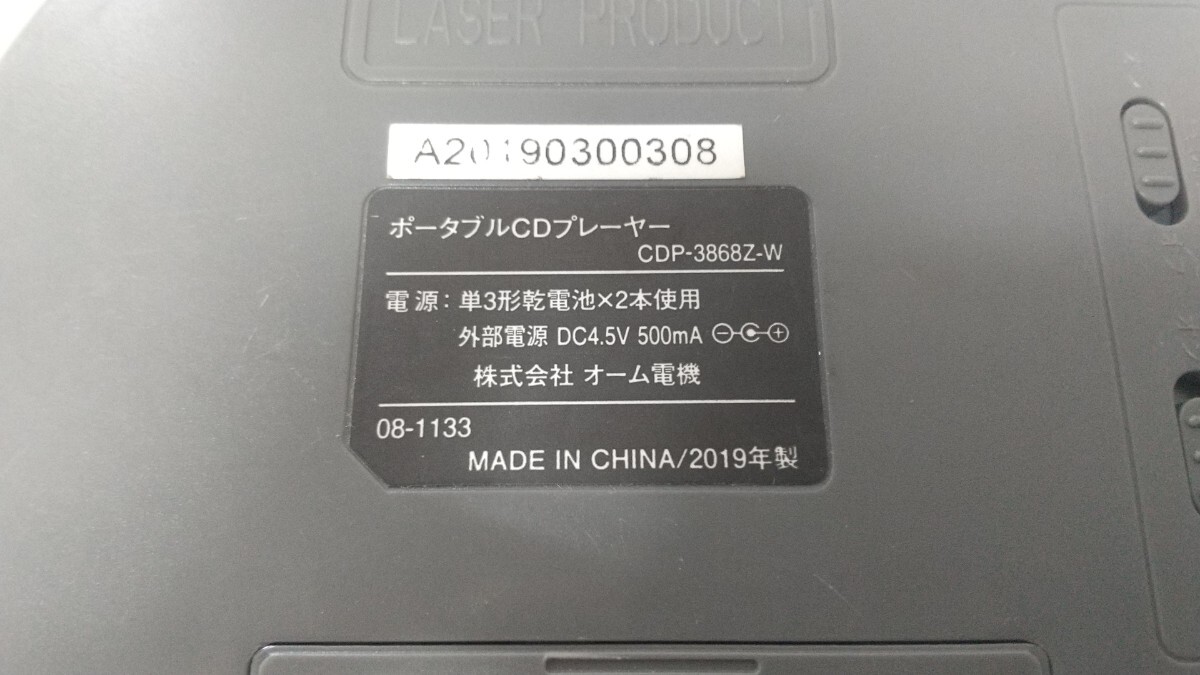 LASER PRODUCT
A20190300308
ポータブルCDプレーヤー
CDP-3868Z-W
電源：単3形乾電池×2本使用
外部電源 DC4.5V 500mA
株式会社 オーム電機
08-1133
MADE IN CHINA/2019年製